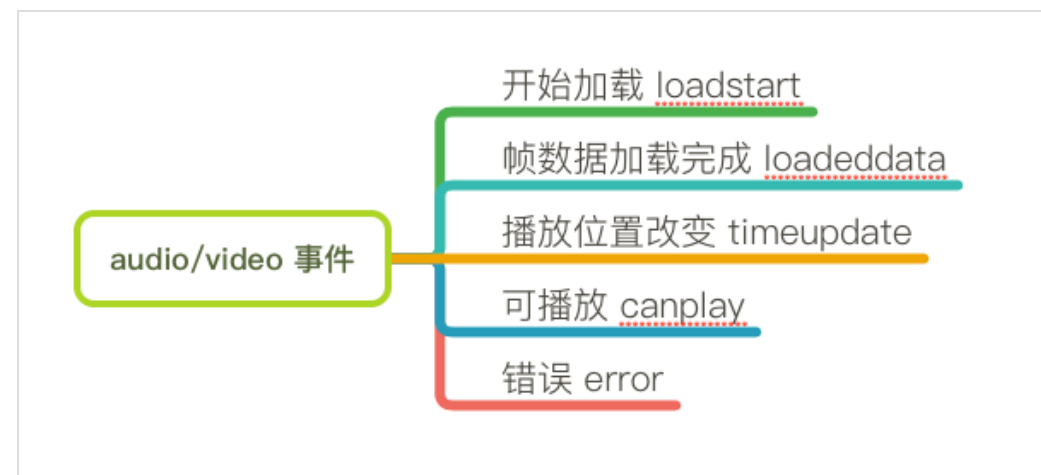 开始加载 loadstart
帧数据加载完成 loadeddata
播放位置改变 timeupdate
audio/video 事件
可播放 canplay
错误 error